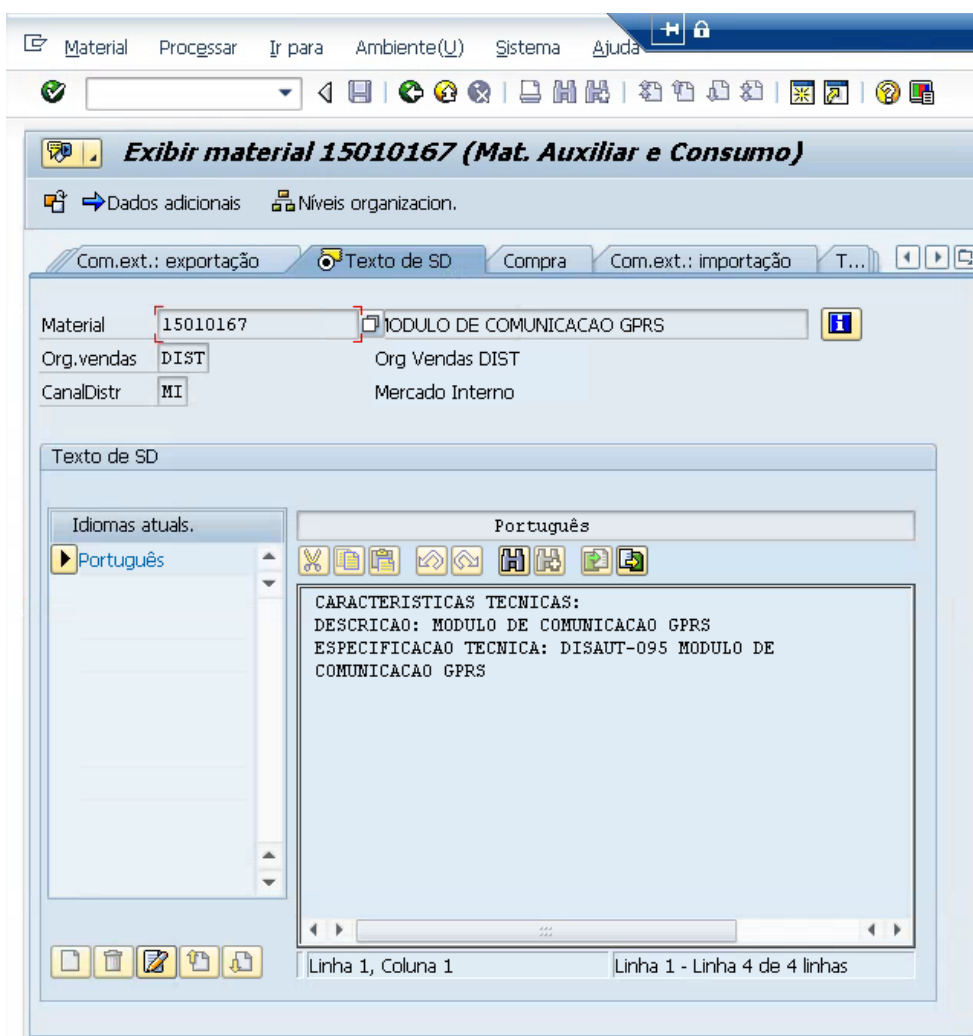 Material Processar Ir para Ambiente(U) Sistema Ajuda
Exibir material 15010167 (Mat. Auxiliar e Consumo)
Dados adicionais Níveis organizacion.
Com.ext.: exportação Texto de SD Compra Com.ext.: importação T...
Material 15010167 MODULO DE COMUNICACAO GPRS
Org.vendas DIST Org Vendas DIST
CanalDistr MI Mercado Interno
Texto de SD
Idiomas atuals. Português
Português
CARACTERISTICAS TECNICAS:
DESCRICAO: MODULO DE COMUNICACAO GPRS
ESPECIFICACAO TECNICA: DISAUT-095 MODULO DE
COMUNICACAO GPRS
Linha 1, Coluna 1 Linha 1 - Linha 4 de 4 linhas